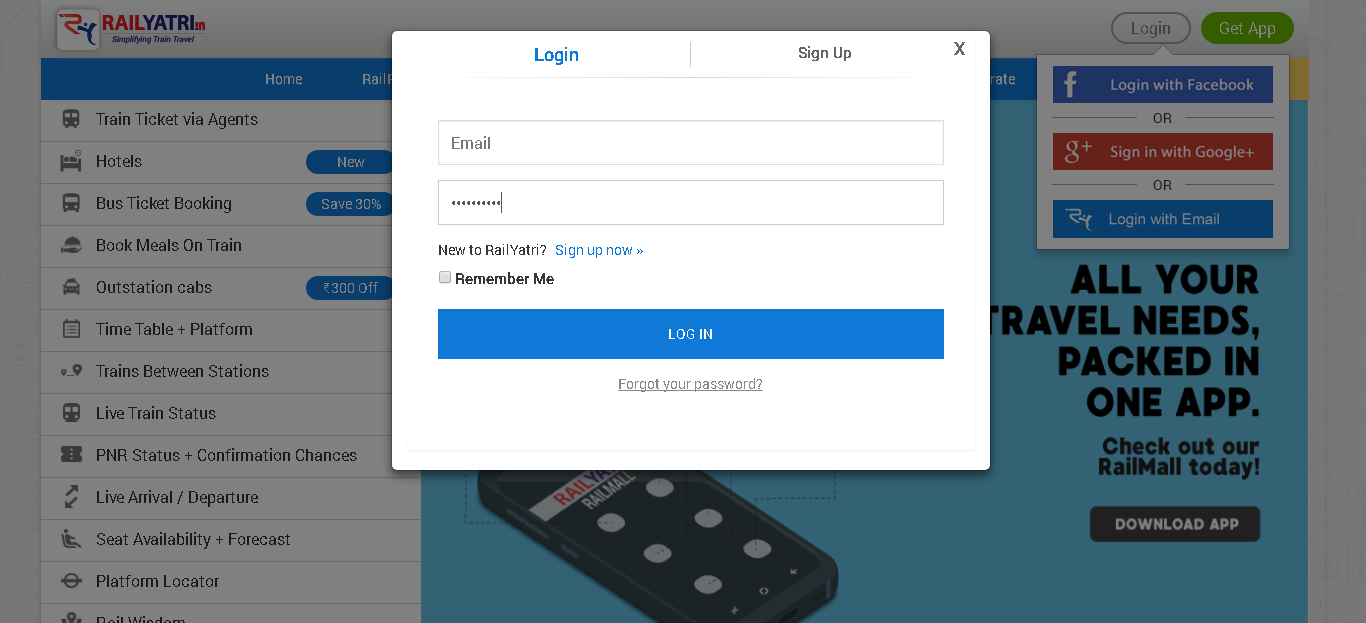 RAILYATRI.in
Simplifying Train Travel
Login
Get App
Home
Login
Sign Up
X
Login with Facebook
OR
Sign in with Google+
OR
Login with Email
Train Ticket via Agents
Hotels
New
Bus Ticket Booking
Save 30%
Book Meals On Train
Outstation cabs
₹300 Off
Time Table + Platform
Trains Between Stations
Live Train Status
PNR Status + Confirmation Chances
Live Arrival / Departure
Seat Availability + Forecast
Platform Locator
Rail Wisdom
Email
••••••••••
New to RailYatri? Sign up now »
Remember Me
LOG IN
Forgot your password?
ALL YOUR
TRAVEL NEEDS,
PACKED IN
ONE APP.
Check out our
RailMall today!
DOWNLOAD APP
RAILYATRI
RAILMALL